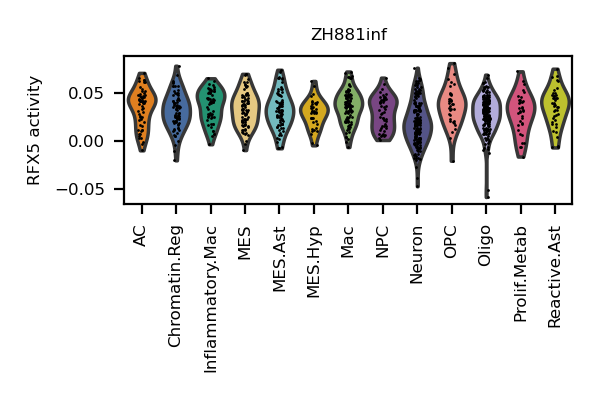 ZH881inf
RFX5 activity
0.05
0.00
−0.05
AC
Chromatin.Reg
Inflammatory.Mac
MES
MES.Ast
MES.Hyp
Mac
NPC
Neuron
OPC
Oligo
Prolif.Metab
Reactive.Ast